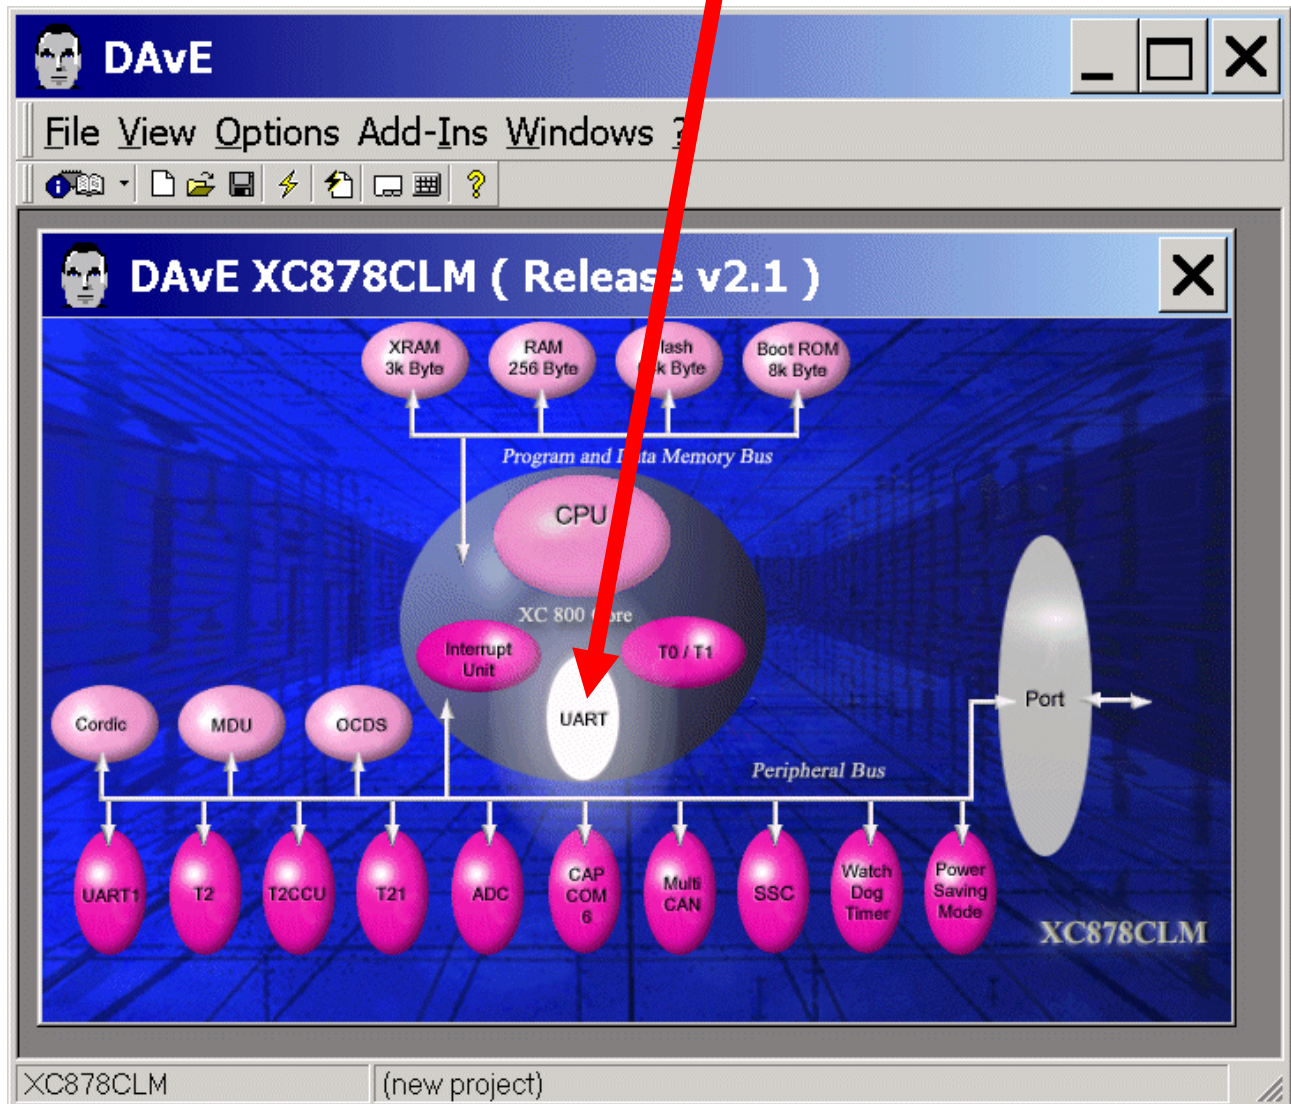 DAvE
File View Options Add-Ins Windows ?
DAvE XC878CLM ( Release v2.1 )
XRAM
3k Byte
RAM
256 Byte
k Byte
Boot ROM
8k Byte
Program and Memory Bus
CPU
XC 800
Interrupt
Unit
T0 / T1
UART
Cordic
MDU
OCDS
Port
Peripheral Bus
UART1
T2
T2CCU
T21
ADC
CAP
COM
6
Multi
CAN
SSC
Watch
Dog
Timer
Power
Saving
Mode
XC878CLM
XC878CLM
(new project)